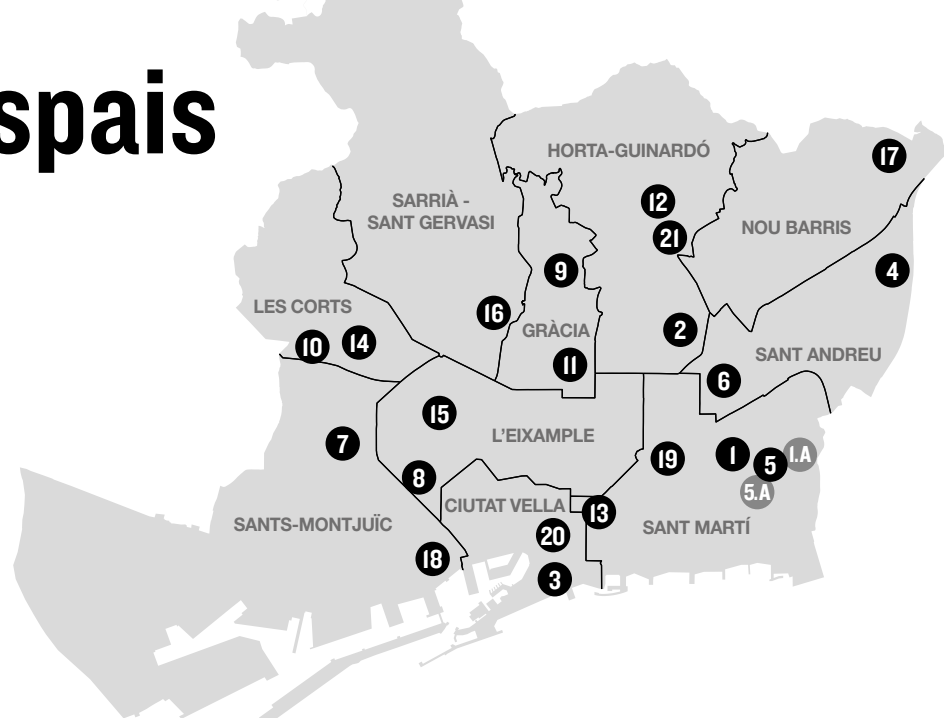 spais
HORTA-GUINARDÓ
17
SARRIÀ -
SANT GERVASI
12
NOU BARRIS
21
9
4
LES CORTS
16
GRÀCIA
2
10
14
SANT ANDREU
11
6
15
L'EIXAMPLE
7
19
1
5
1.A
8
5.A
CIUTAT VELLA
13
SANTS-MONTJUÏC
SANT MARTÍ
20
18
3